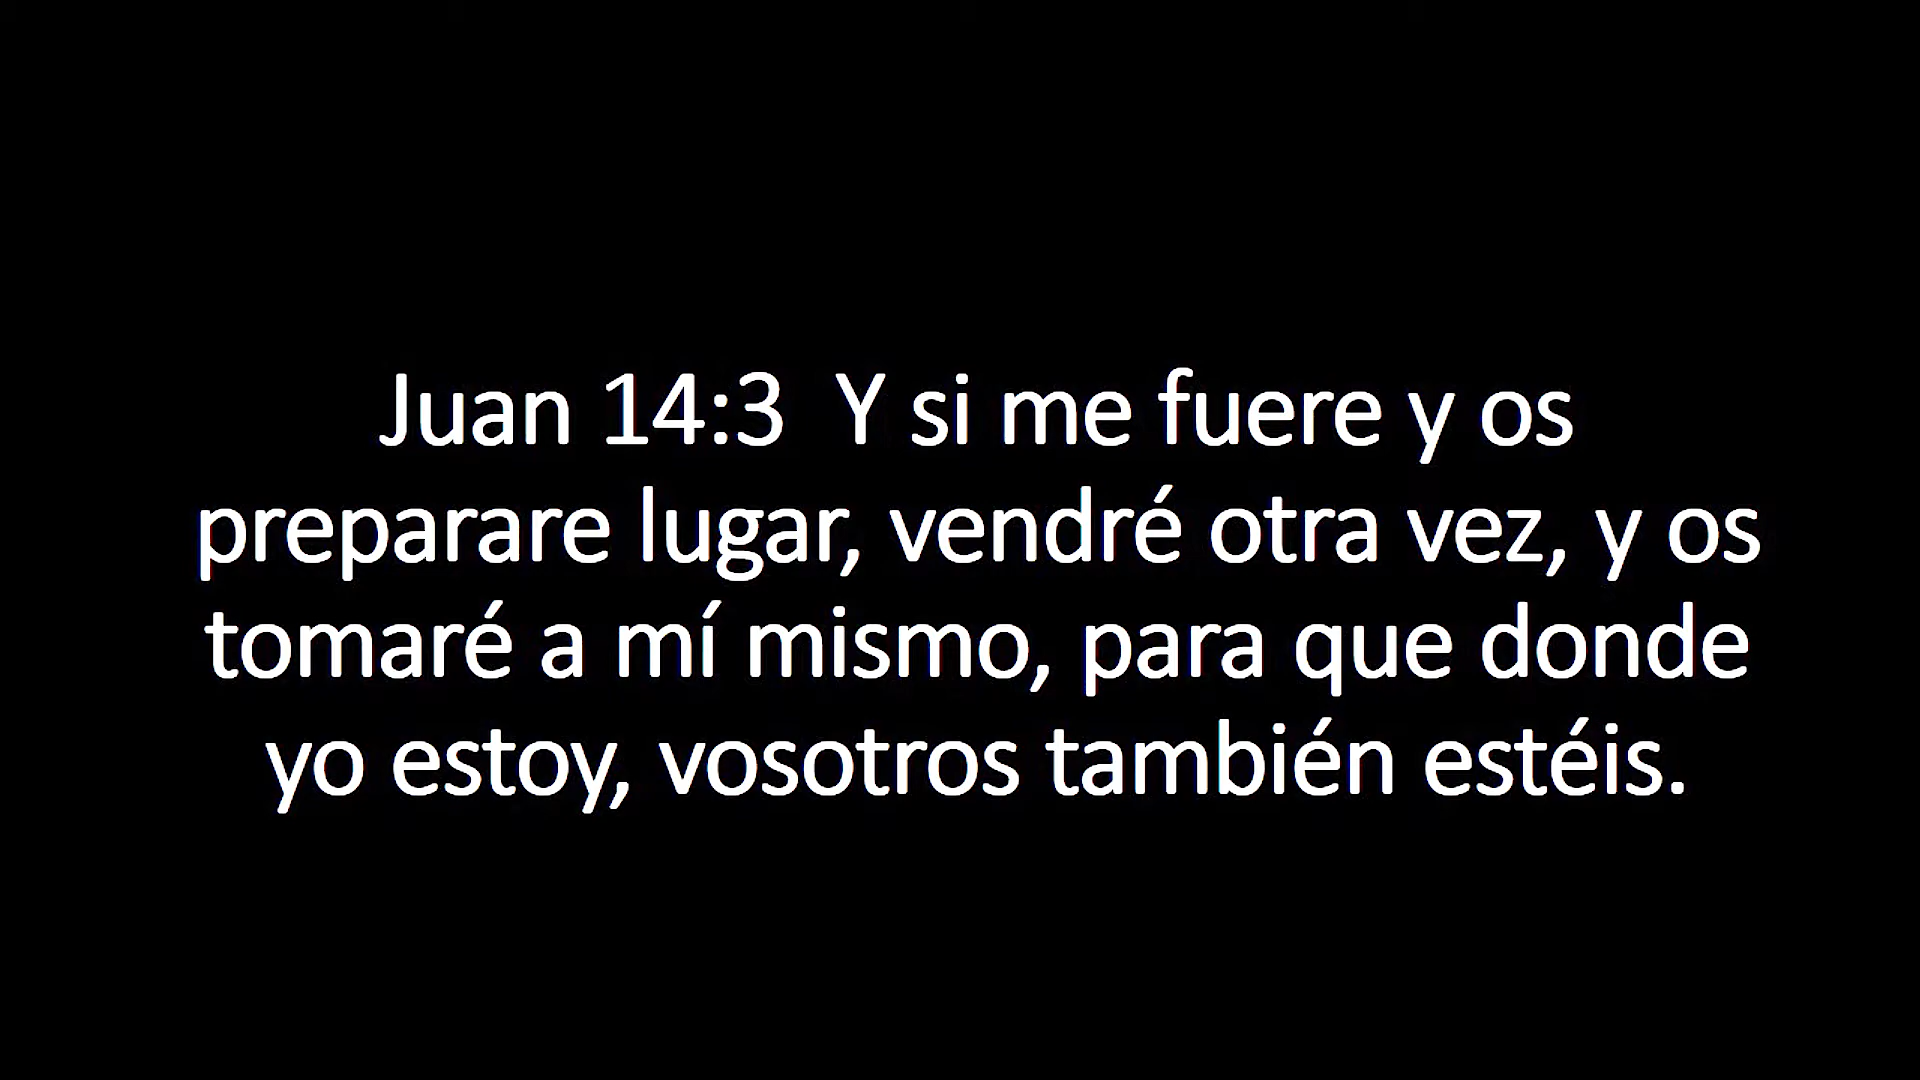 Juan 14:3  Y si me fuere y os
preparare lugar, vendré otra vez, y os
tomaré a mí mismo, para que donde
yo estoy, vosotros también estéis.